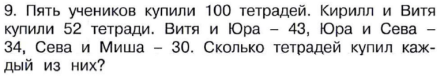 9. Пять учеников купили 100 тетрадей. Кирилл и Витя
купили 52 тетради. Витя и Юра – 43, Юра и Сева –
34, Сева и Миша – 30. Сколько тетрадей купил каж-
дый из них?